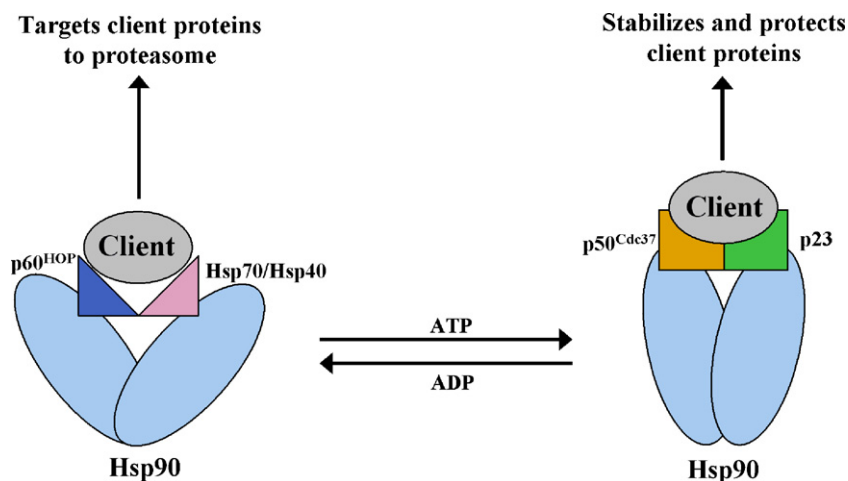 Targets client proteins
to proteasome
Stabilizes and protects
client proteins
Client
p60HOP
Hsp70/Hsp40
Hsp90
ATP
ADP
Client
p50Cdc37
p23
Hsp90